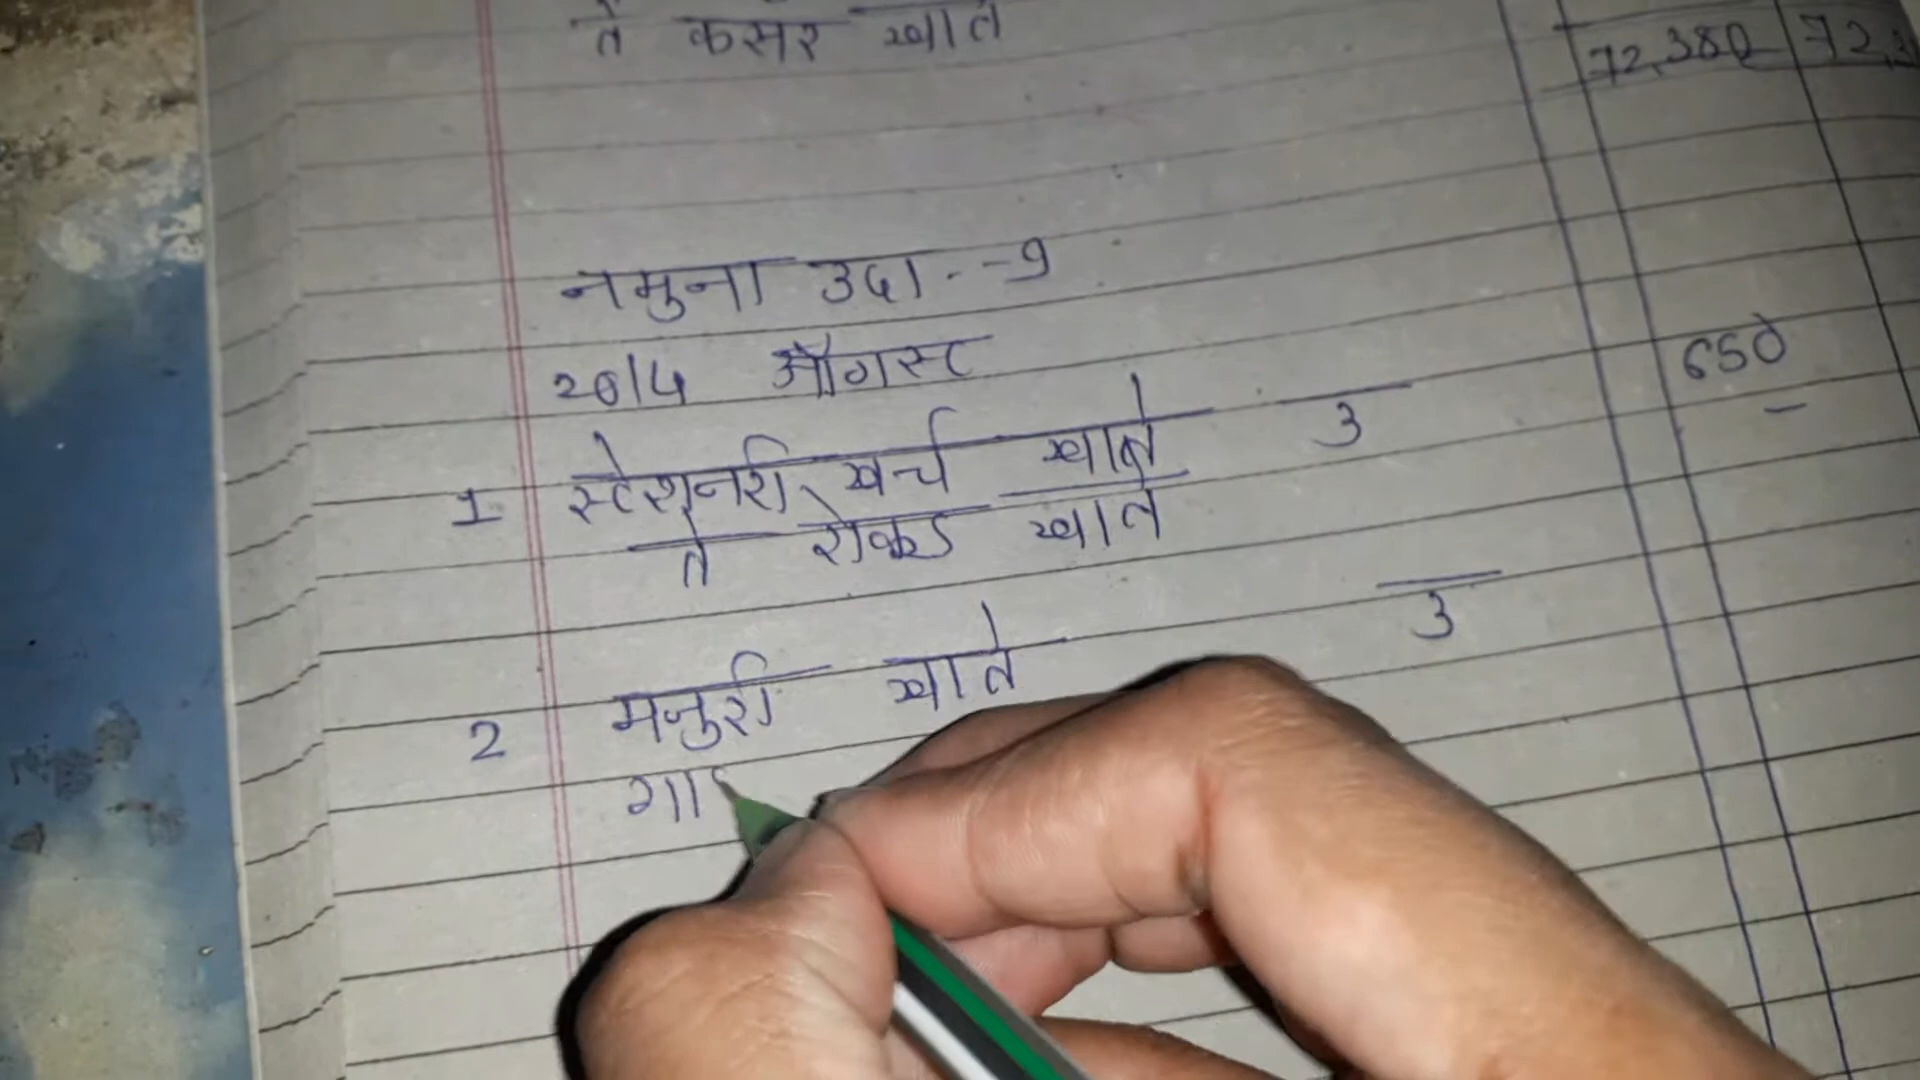 ते कसर खाते 72,380 72,3
नमुना उदा. -9
2014 ऑगस्ट
1 स्टेशनरी खर्च खाते 3 650
ते रोकड खाते
2 मजुरी खाते 3
गा